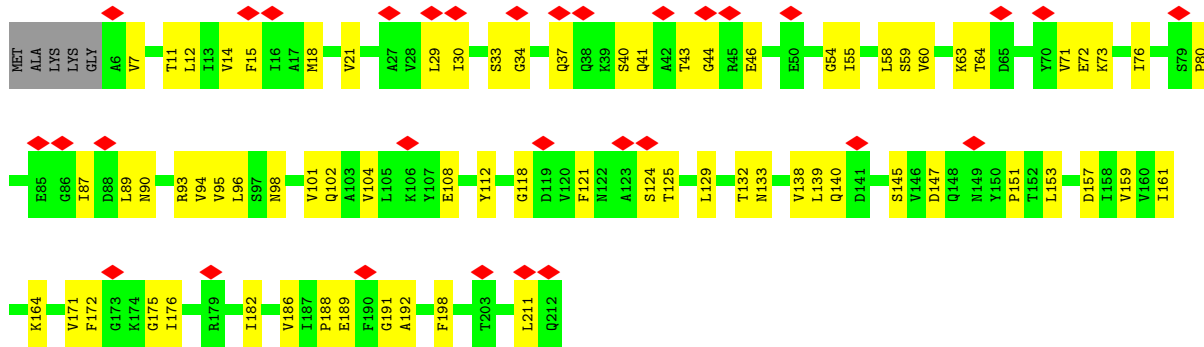 MET ALA LYS LYS GLY A6 V7 T11 L12 I13 V14 F15 I16 A17 M18 V21 A27 V28 L29 I30 S33 G34 Q37 Q38 K39 S40 Q41 A42 T43 G44 R45 E46 E50 G54 I55 L58 S59 V60 K63 T64 D65 Y70 V71 E72 K73 I76 S79 P80
E85 G86 I87 D88 L89 N90 R93 V94 V95 L96 S97 N98 V101 Q102 A103 V104 L105 K106 Y107 E108 Y112 G118 D119 V120 F121 N122 A123 S124 T125 L129 T132 N133 V138 L139 Q140 D141 S145 V146 D147 Q148 N149 Y150 P151 T152 L153 D157 I158 V159 V160 I161
K164 V171 F172 G173 K174 G175 I176 R179 I182 V186 I187 P188 E189 F190 G191 A192 F198 T203 L211 Q212